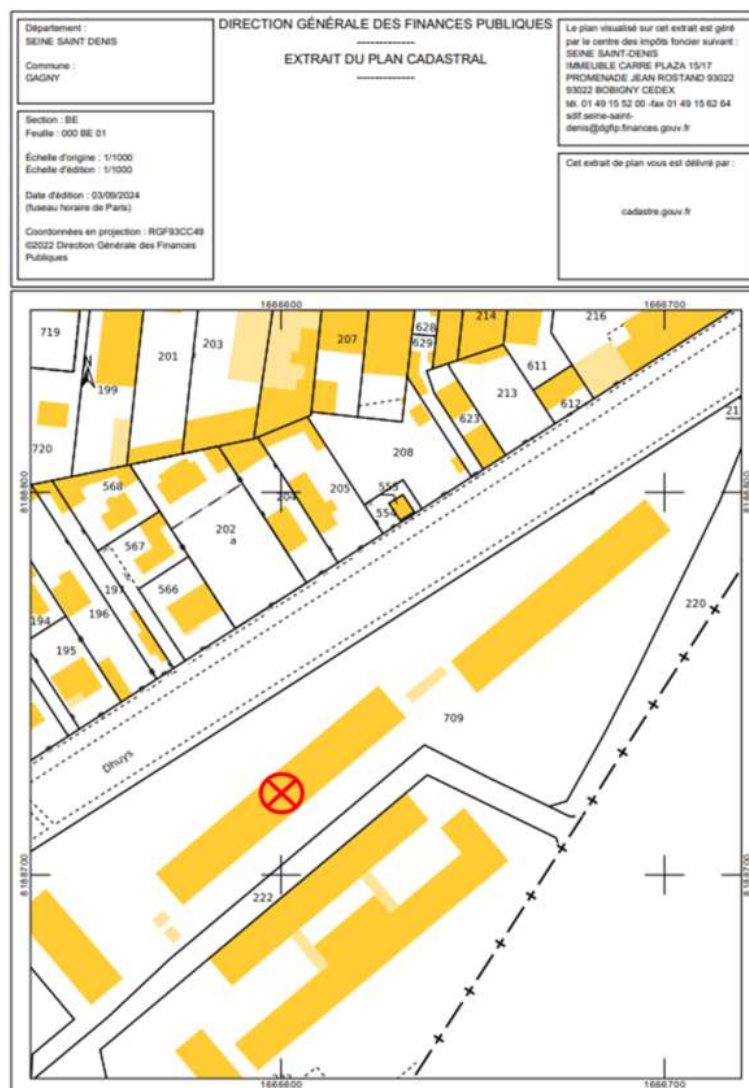 Département :
SEINE SAINT DENIS
Commune :
GAGNY
Section : BE
Feuille : 000 BE 01
Échelle d'origine : 1/1000
Échelle d'édition : 1/1000
Date d'édition : 03/09/2024
(fuseau horaire de Paris)
Coordonnées en projection : RGF93CC49
©2022 Direction Générale des Finances
Publiques
DIRECTION GÉNÉRALE DES FINANCES PUBLIQUES
-------------
EXTRAIT DU PLAN CADASTRAL
-------------
Le plan visualisé sur cet extrait est géré
par le centre des impôts foncier suivant :
SEINE SAINT-DENIS
IMMEUBLE CARRE PLAZA 15/17
PROMENADE JEAN ROSTAND 93022
93022 BOBIGNY CEDEX
tél. 01 49 15 52 00 -fax 01 49 15 62 64
sdif.seine-saint-
denis@dgfip.finances.gouv.fr
Cet extrait de plan vous est délivré par :
cadastre.gouv.fr
1666600
1666700
719
201
203
207
628
629
214
216
N
199
611
213
612
623
21
720
208
568
204
205
553
554
8188800
8188800
202
a
567
566
197
196
194
195
220
709
Dhuys
8188700
8188700
222
1666600
1666700